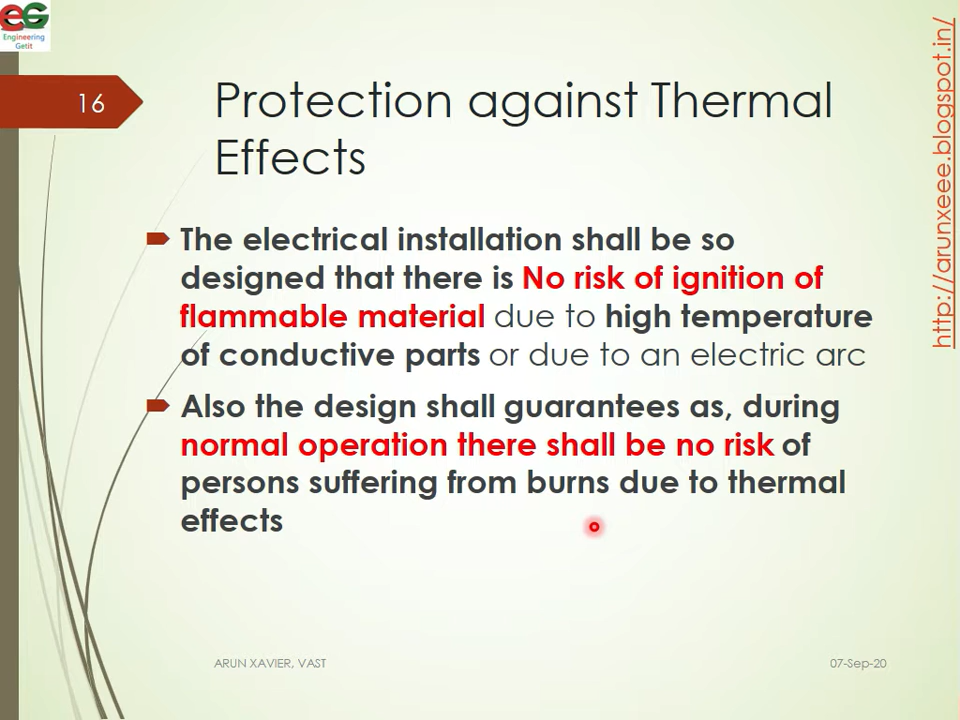 EG
Engineering
Getit
16
Protection against Thermal
Effects
The electrical installation shall be so
designed that there is No risk of ignition of
flammable material due to high temperature
of conductive parts or due to an electric arc
Also the design shall guarantees as, during
normal operation there shall be no risk of
persons suffering from burns due to thermal
effects
ARUN XAVIER, VAST
07-Sep-20
http://arunxeee.blogspot.in/